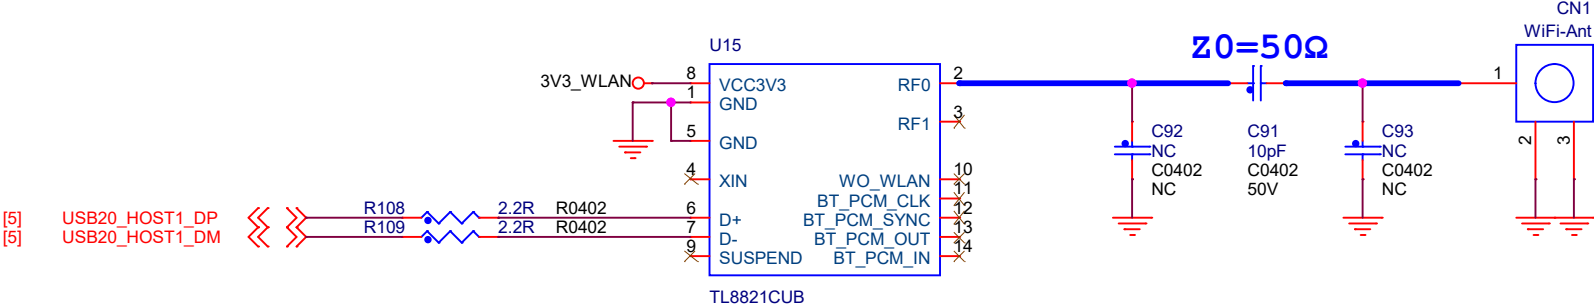 CN1
WiFi-Ant
U15
Z0=50Ω
3V3_WLAN
8
VCC3V3
RF0
2
1
1
GND
RF1
3
5
GND
C92
NC
C0402
NC
C91
10pF
C0402
50V
C93
NC
C0402
NC
2
3
4
XIN
WO_WLAN
10
BT_PCM_CLK
11
[5] USB20_HOST1_DP
R108
2.2R
R0402
6
D+
BT_PCM_SYNC
12
[5] USB20_HOST1_DM
R109
2.2R
R0402
7
D-
BT_PCM_OUT
13
9
SUSPEND
BT_PCM_IN
14
TL8821CUB